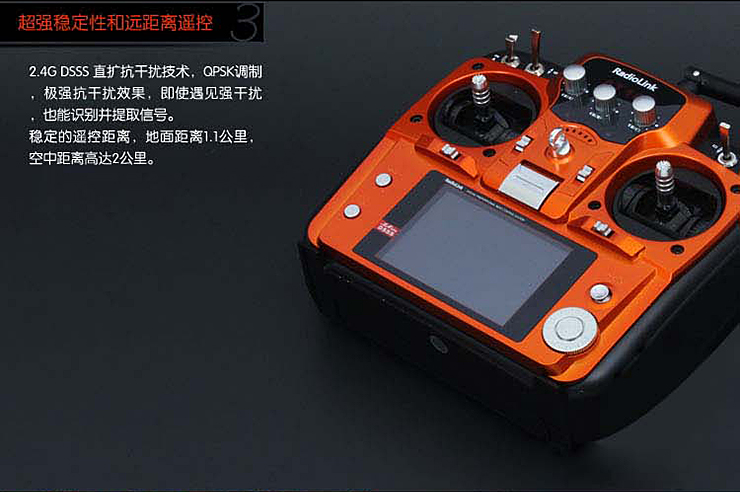 超强稳定性和远距离遥控 3
2.4G DSSS 直扩抗干扰技术，QPSK调制
，极强抗干扰效果，即使遇见强干扰
，也能识别并提取信号。
稳定的遥控距离，地面距离1.1公里，
空中距离高达2公里。
RadioLink
RadioLink
DSSS